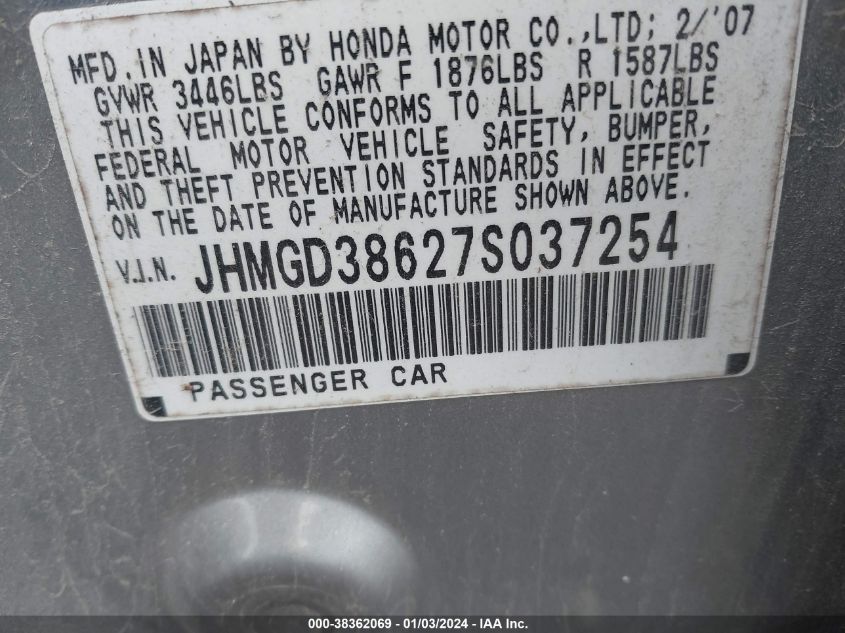 MFD. IN JAPAN BY HONDA MOTOR CO.,LTD; 2/'07
GVWR 3446LBS GAWR F 1876LBS R 1587LBS
THIS VEHICLE CONFORMS TO ALL APPLICABLE
FEDERAL MOTOR VEHICLE SAFETY, BUMPER,
AND THEFT PREVENTION STANDARDS IN EFFECT
ON THE DATE OF MANUFACTURE SHOWN ABOVE.
V.I.N. JHMGD38627S037254
PASSENGER CAR
000-38362069 - 01/03/2024 - IAA Inc.